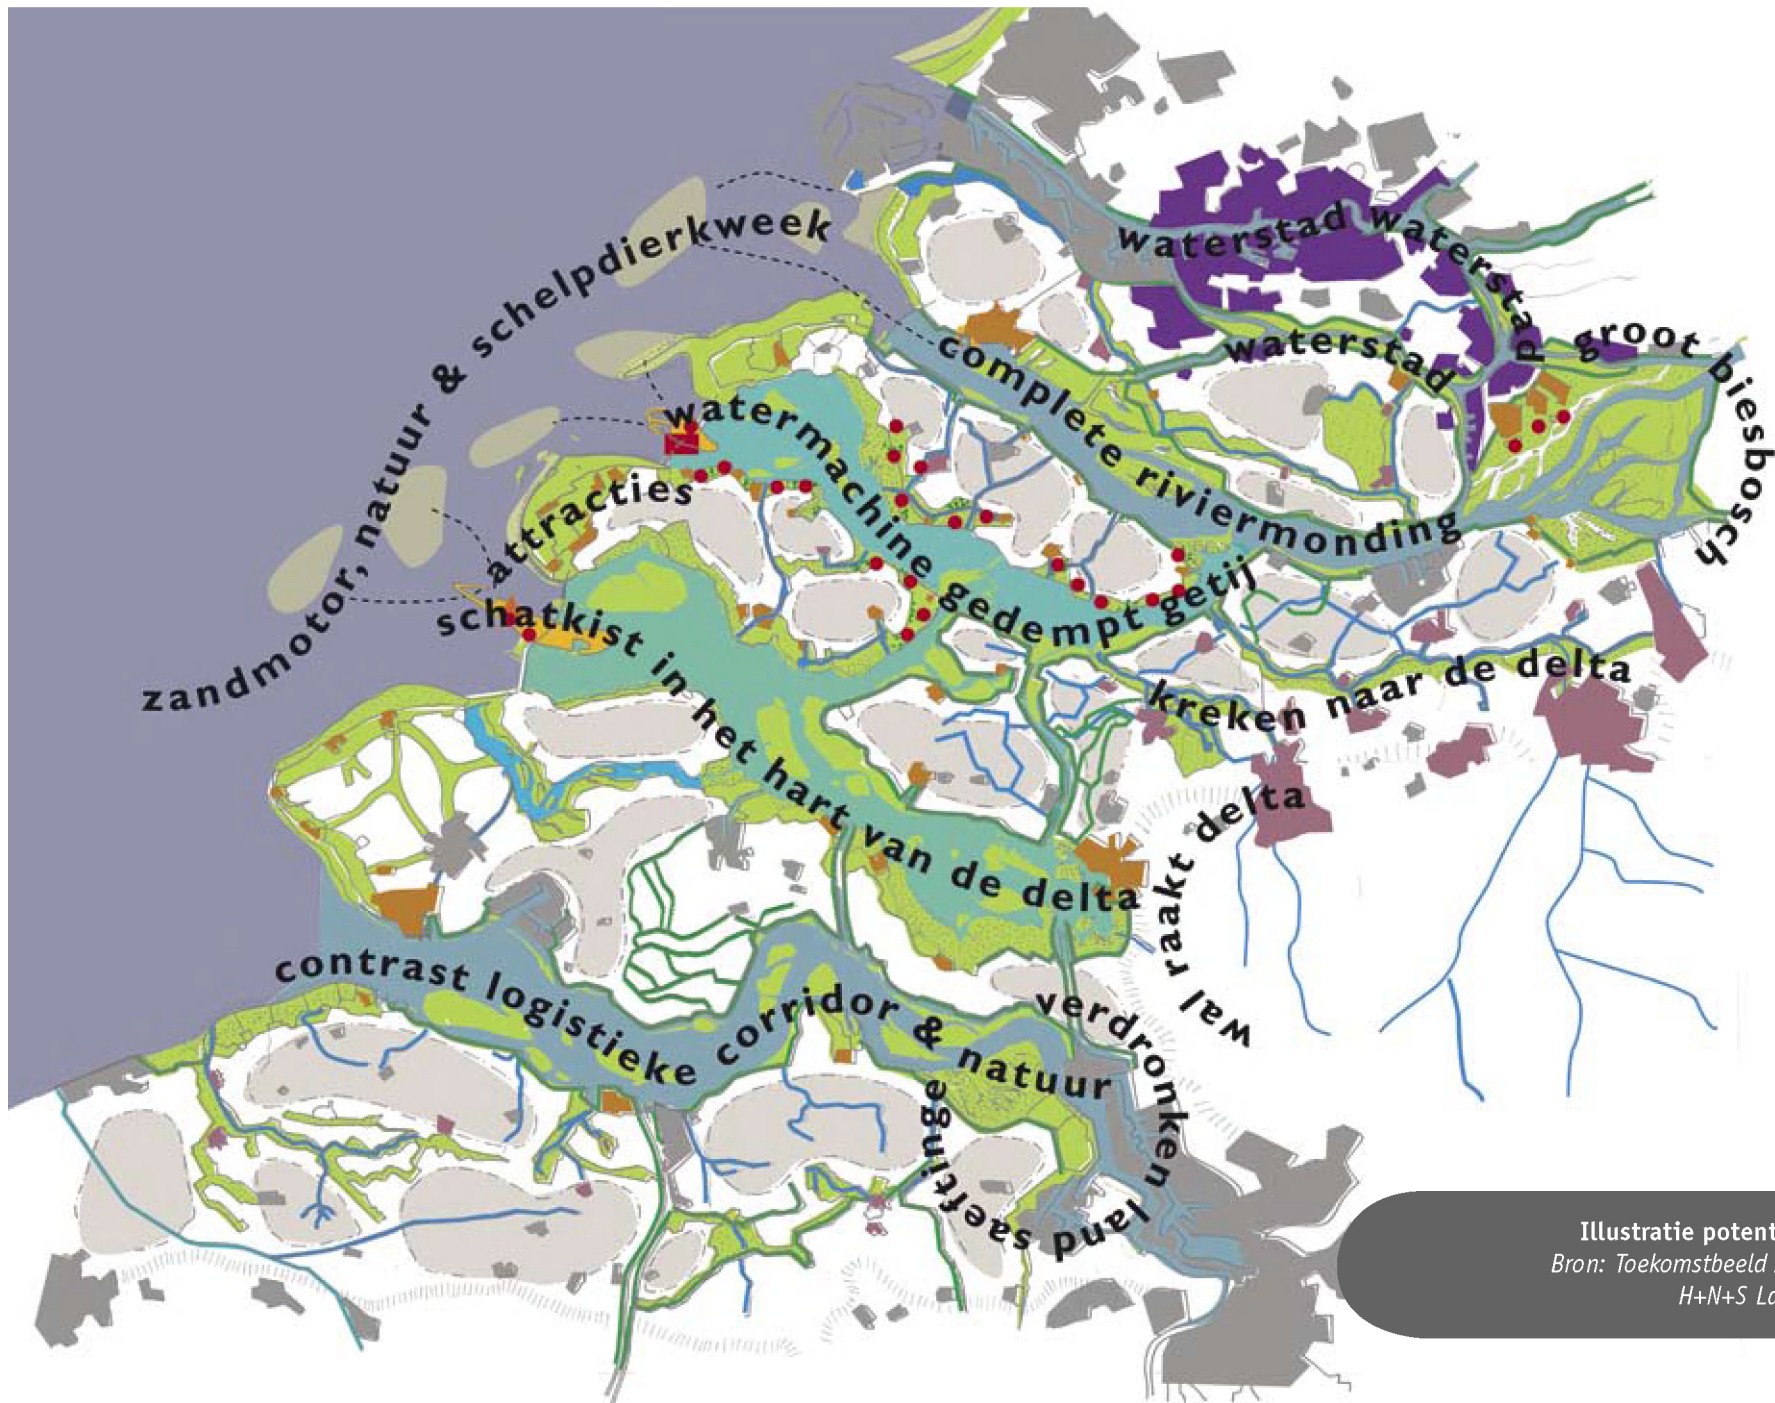 zandmotor, natuur & schelpdierkweek
waterstad waterstad
waterstad
groot biesbosch
complete riviermonding
watermachine gedempt getij
attracties
schatkist in het hart van de delta
kreken naar de delta
wal raakt delta
contrast logistieke corridor & natuur
verdronken land saeftinge
Illustratie potent
Bron: Toekomstbeeld
H+N+S La